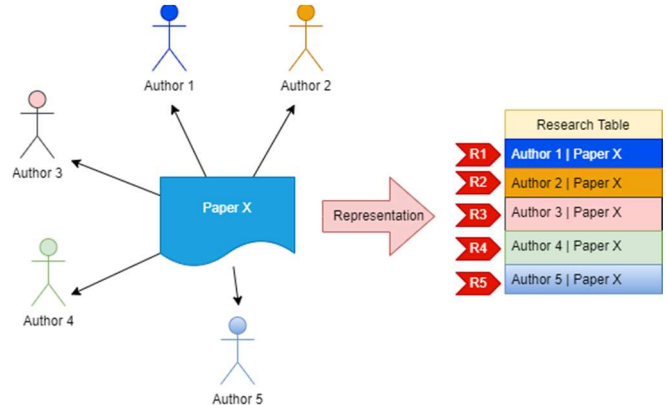 Author 1
Author 2
Author 3
Paper X
Author 4
Author 5
Representation
Research Table
R1 Author 1 | Paper X
R2 Author 2 | Paper X
R3 Author 3 | Paper X
R4 Author 4 | Paper X
R5 Author 5 | Paper X